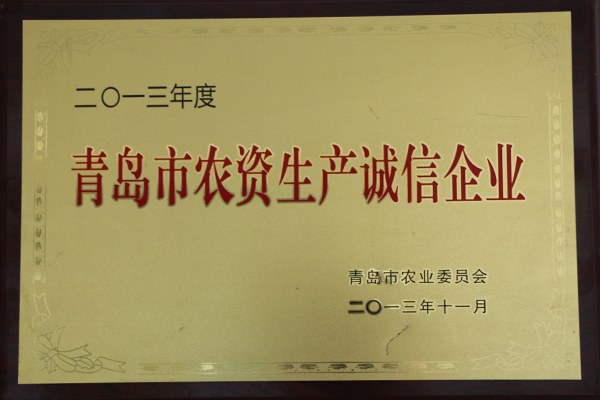 二〇一三年度
青岛市农资生产诚信企业
青岛市农业委员会
二〇一三年十一月